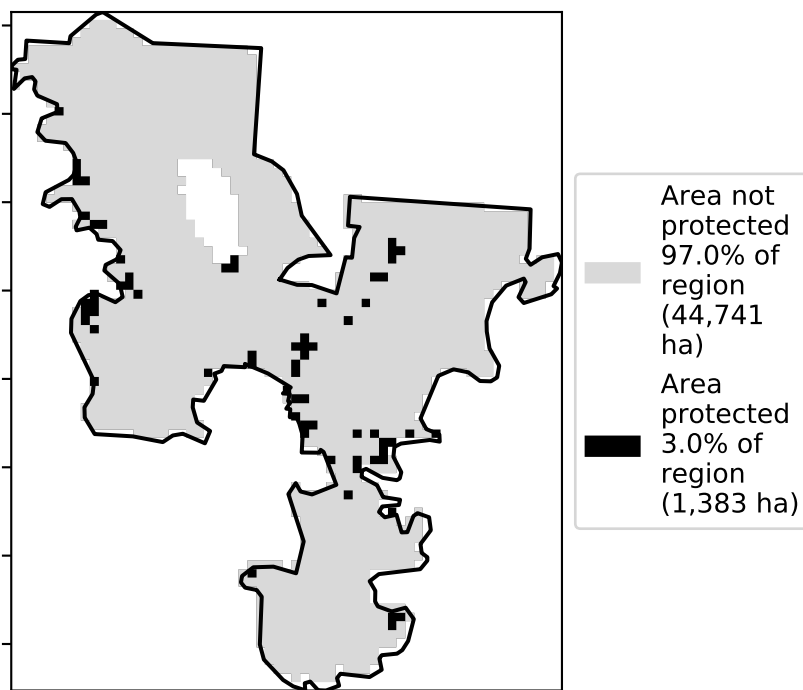 Area not
protected
97.0% of
region
(44,741
ha)
Area
protected
3.0% of
region
(1,383 ha)